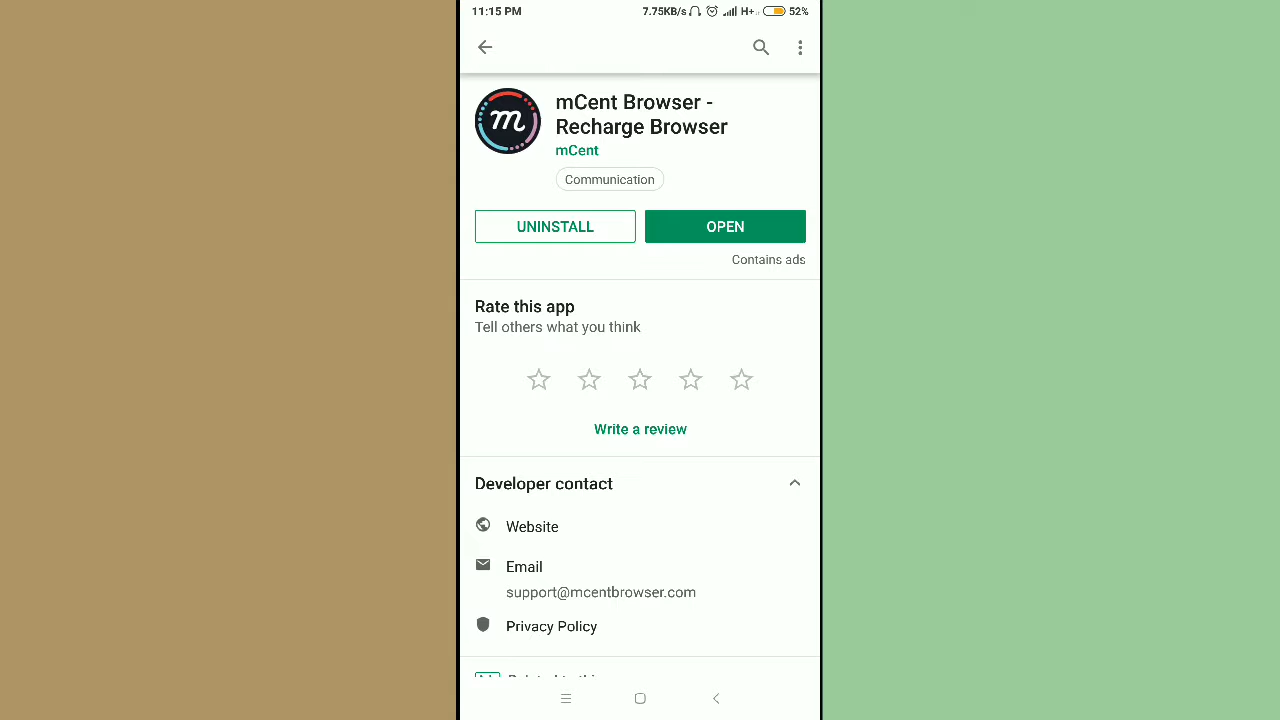 11:15 PM 7.75KB/s H+ 52%
m
mCent Browser -
Recharge Browser
mCent
Communication
UNINSTALL OPEN
Contains ads
Rate this app
Tell others what you think
Write a review
Developer contact
Website
Email
support@mcentbrowser.com
Privacy Policy